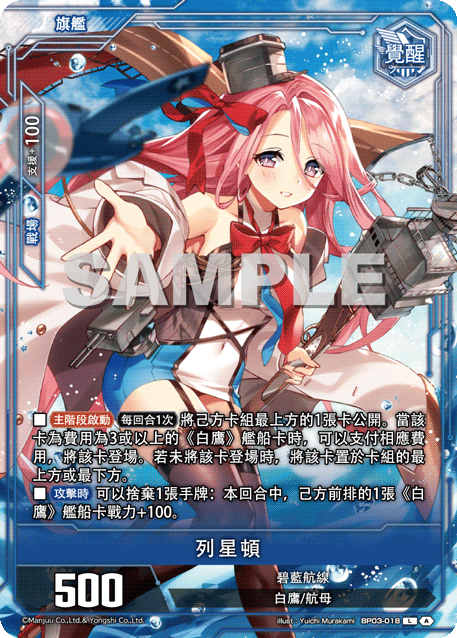 旗艦
覺醒
支援+100
戰場
SAMPLE
■ 主階段啟動 每回合1次 將己方卡組最上方的1張卡公開。當該
卡為費用為3或以上的《白鷹》艦船卡時，可以支付相應費
用，將該卡登場。若未將該卡登場時，將該卡置於卡組的最
上方或最下方。
■ 攻擊時 可以捨棄1張手牌：本回合中，己方前排的1張《白
鷹》艦船卡戰力+100。
列星頓
500
碧藍航線
白鷹/航母
©Manjuu Co.,Ltd.& Yongshi Co.,Ltd.
illust : Yuichi Murakami BP03-018 L A